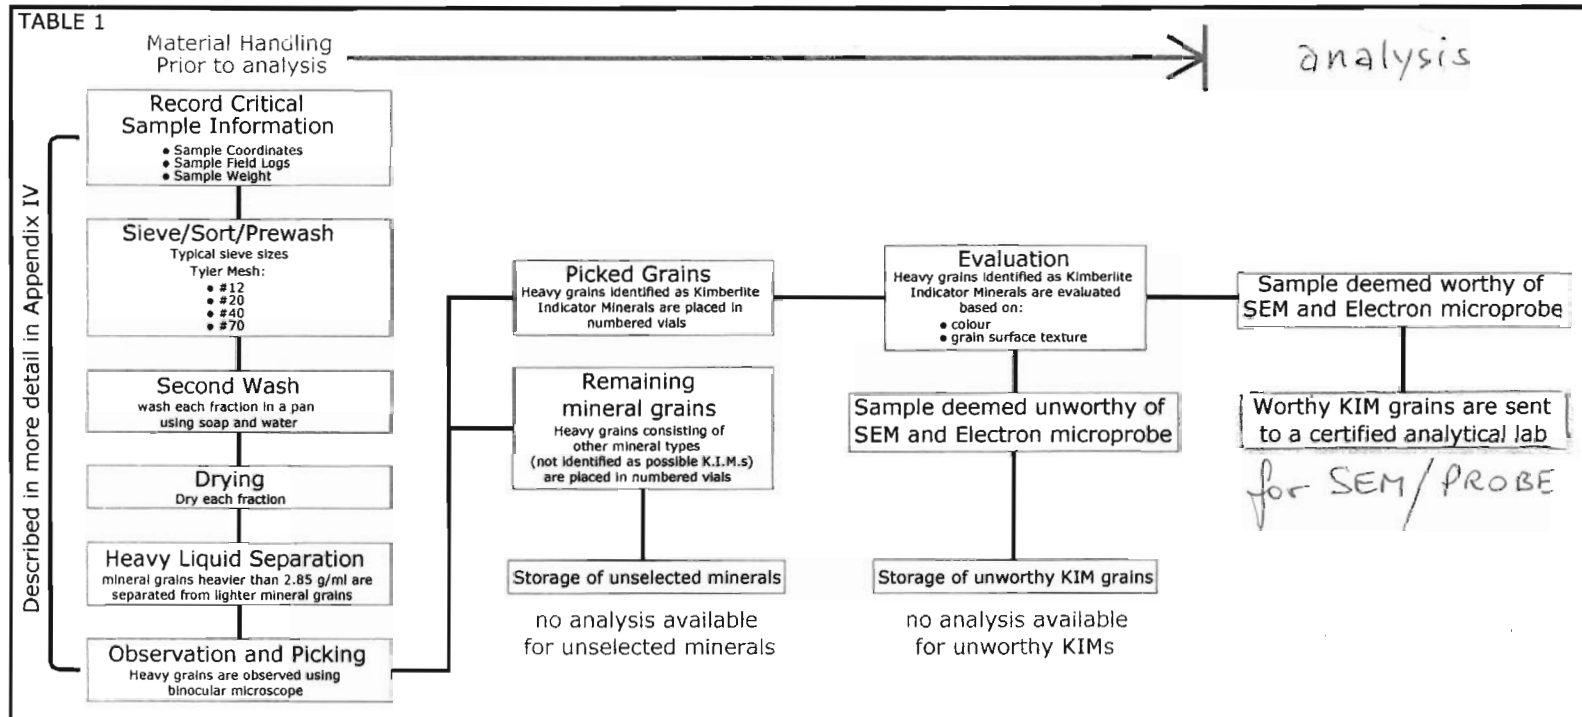 TABLE 1
Material Handling
Prior to analysis
analysis
Described in more detail in Appendix IV
Record Critical
Sample Information
• Sample Coordinates
• Sample Field Logs
• Sample Weight
Sieve/Sort/Prewash
Typical sieve sizes
Tyler Mesh:
• #12
• #20
• #40
• #70
Second Wash
wash each fraction in a pan
using soap and water
Drying
Dry each fraction
Heavy Liquid Separation
mineral grains heavier than 2.85 g/ml are
separated from lighter mineral grains
Observation and Picking
Heavy grains are observed using
binocular microscope
Picked Grains
Heavy grains identified as Kimberlite
Indicator Minerals are placed in
numbered vials
Remaining
mineral grains
Heavy grains consisting of
other mineral types
(not identified as possible K.I.M.s)
are placed in numbered vials
Storage of unselected minerals
no analysis available
for unselected minerals
Evaluation
Heavy grains identified as Kimberlite
Indicator Minerals are evaluated
based on:
• colour
• grain surface texture
Sample deemed unworthy of
SEM and Electron microprobe
Storage of unworthy KIM grains
no analysis available
for unworthy KIMs
Sample deemed worthy of
SEM and Electron microprobe
Worthy KIM grains are sent
to a certified analytical lab
for SEM/PROBE